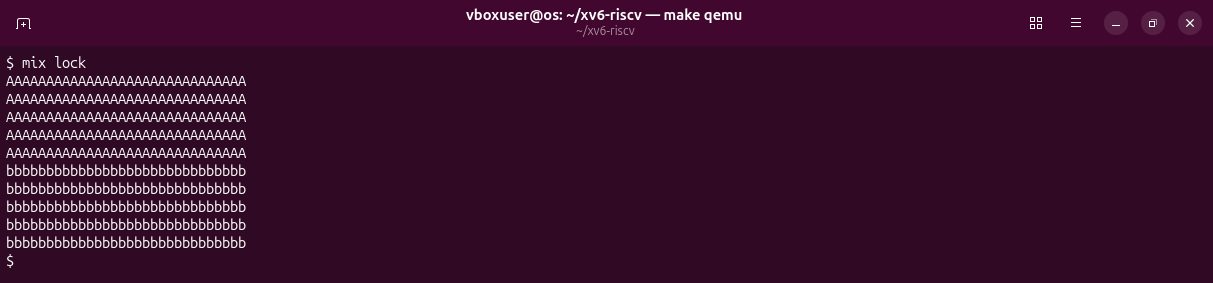 vboxuser@os: ~/xv6-riscv — make qemu
~/xv6-riscv
$ mix lock
AAAAAAAAAAAAAAAAAAAAAAAAAAAAAA
AAAAAAAAAAAAAAAAAAAAAAAAAAAAAA
AAAAAAAAAAAAAAAAAAAAAAAAAAAAAA
AAAAAAAAAAAAAAAAAAAAAAAAAAAAAA
AAAAAAAAAAAAAAAAAAAAAAAAAAAAAA
bbbbbbbbbbbbbbbbbbbbbbbbbbbbbb
bbbbbbbbbbbbbbbbbbbbbbbbbbbbbb
bbbbbbbbbbbbbbbbbbbbbbbbbbbbbb
bbbbbbbbbbbbbbbbbbbbbbbbbbbbbb
bbbbbbbbbbbbbbbbbbbbbbbbbbbbbb
$